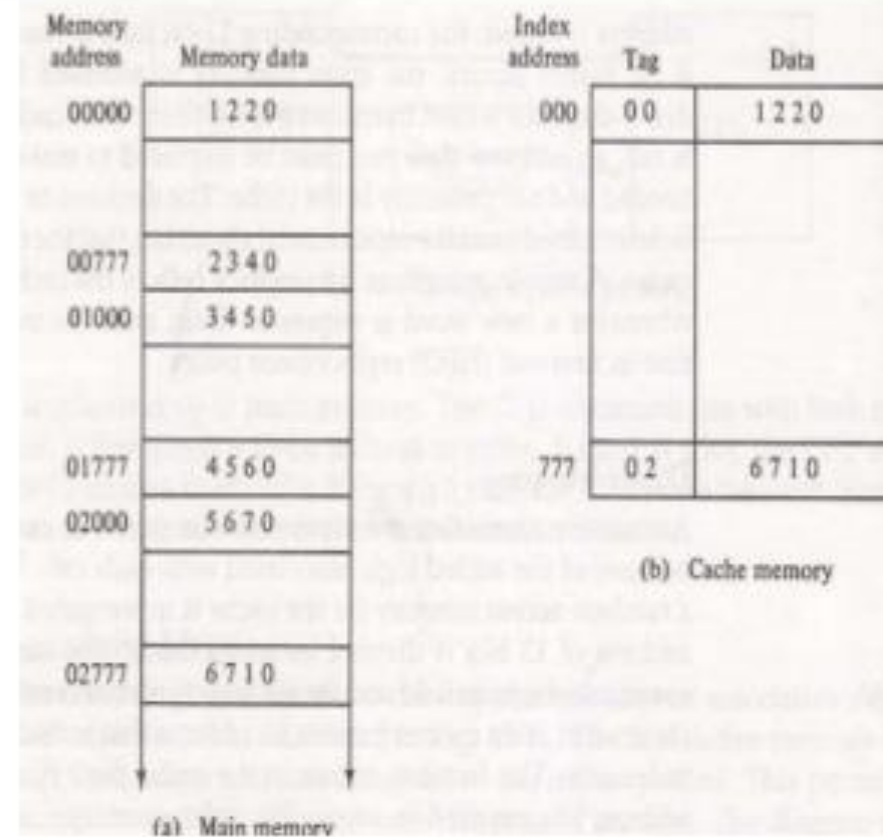 Memory address Memory data
00000 1220
00777 2340
01000 3450
01777 4560
02000 5670
02777 6710
(a) Main memory
Index address Tag Data
000 00 1220
777 02 6710
(b) Cache memory